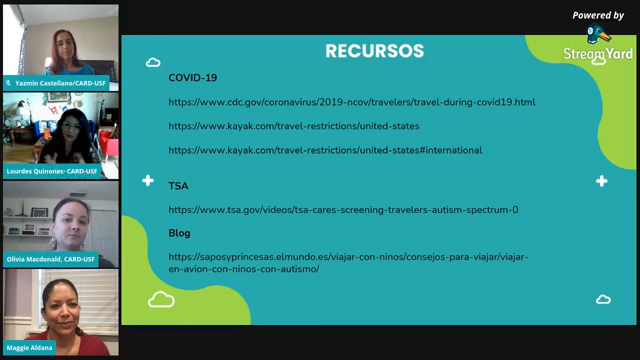 Powered by
StreamYard
RECURSOS
COVID-19
https://www.cdc.gov/coronavirus/2019-ncov/travelers/travel-during-covid19.html
https://www.kayak.com/travel-restrictions/united-states
https://www.kayak.com/travel-restrictions/united-states#international
TSA
https://www.tsa.gov/videos/tsa-cares-screening-travelers-autism-spectrum-0
Blog
https://saposyprincesas.elmundo.es/viajar-con-ninos/consejos-para-viajar/viajar-
en-avion-con-ninos-con-autismo/
Yazmin Castellano/CARD-USF
Lourdes Quinones- CARD-USF
Olivia Macdonald, CARD-USF
Maggie Aldana